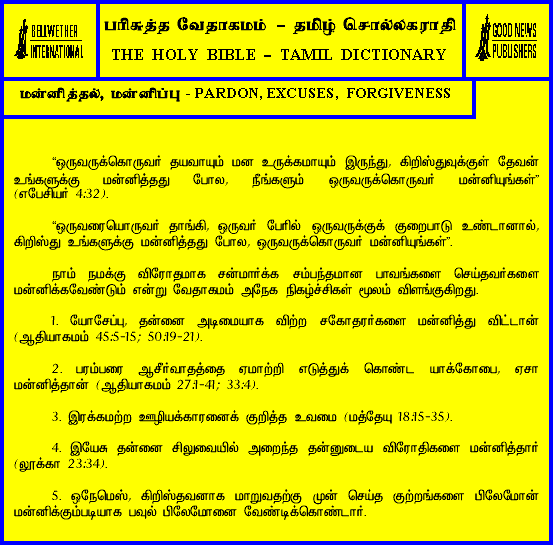 BELLWETHER
INTERNATIONAL
பரிசுத்த வேதாகமம் – தமிழ் சொல்லகராதி
THE HOLY BIBLE – TAMIL DICTIONARY
GOOD NEWS
PUBLISHERS
மன்னித்தல், மன்னிப்பு - PARDON, EXCUSES, FORGIVENESS
“ஒருவருக்கொருவர் தயவாயும் மன உருக்கமாயும் இருந்து, கிறிஸ்துவுக்குள் தேவன்
உங்களுக்கு மன்னித்தது போல, நீங்களும் ஒருவருக்கொருவர் மன்னியுங்கள்”
(எபேசியர் 4:32).
“ஒருவரையொருவர் தாங்கி, ஒருவர் பேரில் ஒருவருக்குக் குறைபாடு உண்டானால்,
கிறிஸ்து உங்களுக்கு மன்னித்தது போல, ஒருவருக்கொருவர் மன்னியுங்கள்”.
நாம் நமக்கு விரோதமாக சன்மார்க்க சம்பந்தமான பாவங்களை செய்தவர்களை
மன்னிக்கவேண்டும் என்று வேதாகமம் அநேக நிகழ்ச்சிகள் மூலம் விளங்குகிறது.
1. யோசேப்பு, தன்னை அடிமையாக விற்ற சகோதரர்களை மன்னித்து விட்டான்
(ஆதியாகமம் 45:5-15; 50:19-21).
2. பரம்பரை ஆசீர்வாதத்தை ஏமாற்றி எடுத்துக் கொண்ட யாக்கோபை, ஏசா
மன்னித்தான் (ஆதியாகமம் 27:1-41; 33:4).
3. இரக்கமற்ற ஊழியக்காரனைக் குறித்த உவமை (மத்தேயு 18:15-35).
4. இயேசு தன்னை சிலுவையில் அறைந்த தன்னுடைய விரோதிகளை மன்னித்தார்
(லூக்கா 23:34).
5. ஒநேமெஸ், கிறிஸ்தவனாக மாறுவதற்கு முன் செய்த குற்றங்களை பிலேமோன்
மன்னிக்கும்படியாக பவுல் பிலேமோனை வேண்டிக்கொண்டார்.